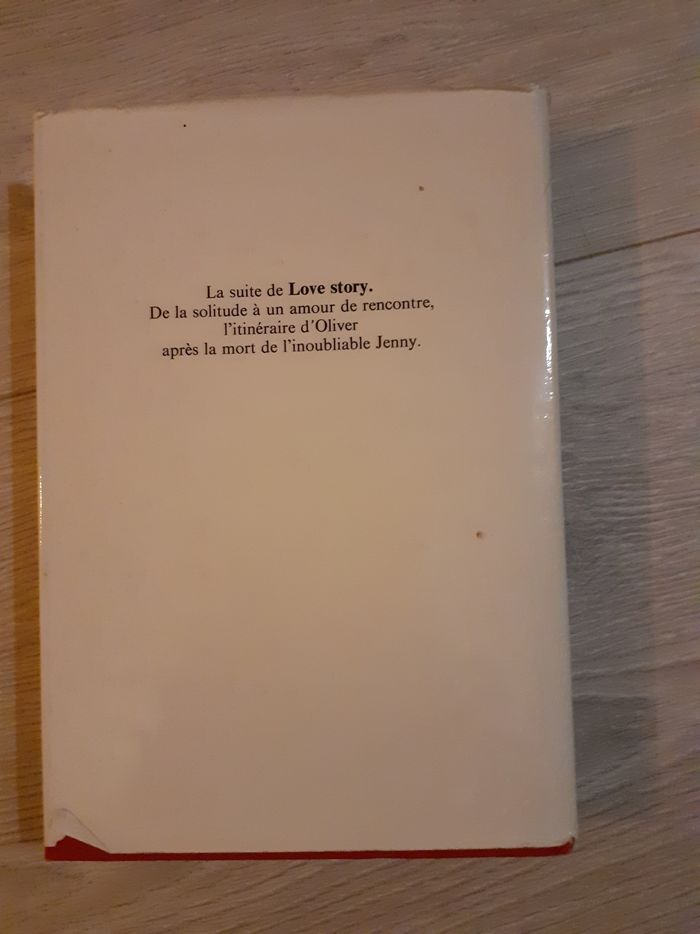 La suite de Love story.
De la solitude à un amour de rencontre,
l'itinéraire d'Oliver
après la mort de l'inoubliable Jenny.